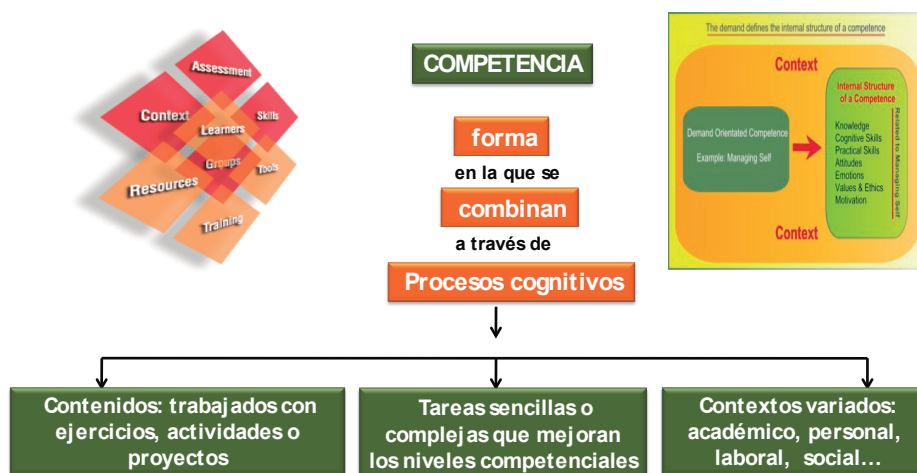 Assessment
Context
Skills
Learners
Groups
Tools
Resources
Training
COMPETENCIA
forma
en la que se
combinan
a través de
Procesos cognitivos
The demand defines the internal structure of a competence
Context
Demand Orientated Competence
Example: Managing Self
Internal Structure
of a Competence
Knowledge
Cognitive Skills
Practical Skills
Attitudes
Emotions
Values & Ethics
Motivation
Related to Managing Self
Context
Contenidos: trabajados con
ejercicios, actividades o
proyectos
Tareas sencillas o
complejas que mejoran
los niveles competenciales
Contextos variados:
académico, personal,
laboral, social...